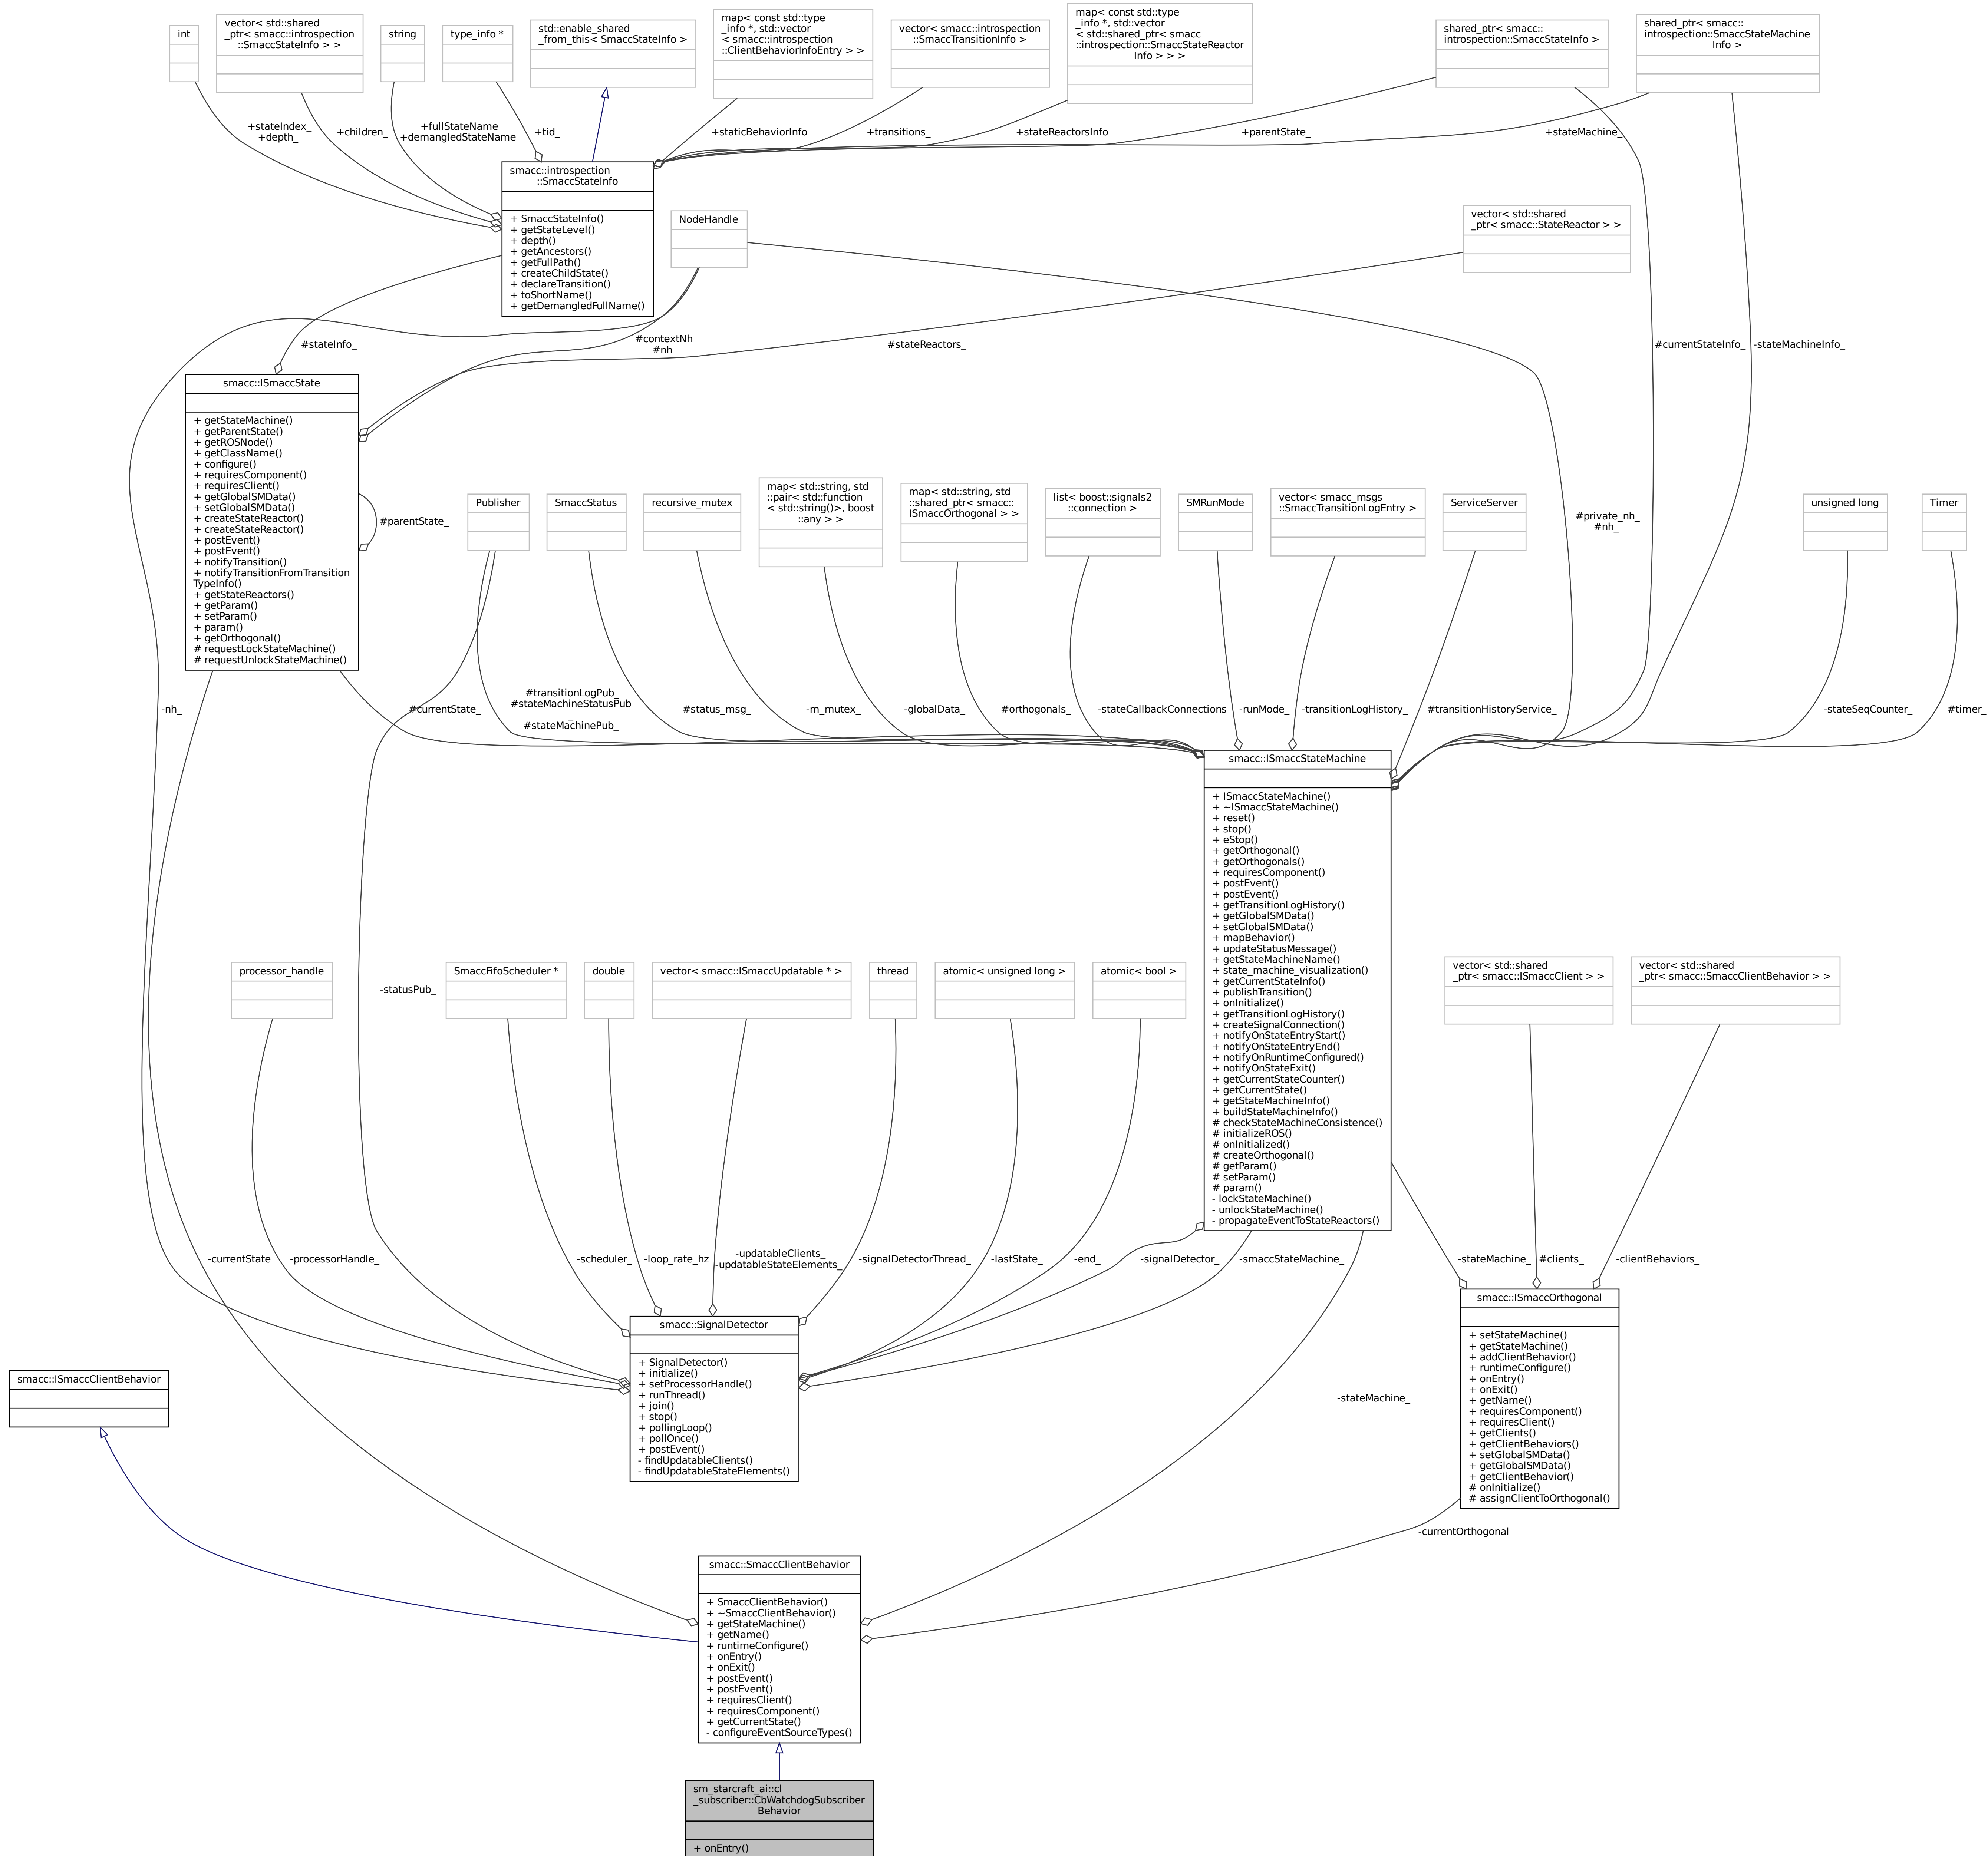 int
vector< std::shared
_ptr< smacc::introspection
::SmaccStateInfo > >
string
type_info *
std::enable_shared
_from_this< SmaccStateInfo >
map< const std::type
_info *, std::vector
< smacc::introspection
::ClientBehaviorInfoEntry > >
vector< smacc::introspection
::SmaccTransitionInfo >
map< const std::type
_info *, std::vector
< std::shared_ptr< smacc
::introspection::SmaccStateReactor
Info > > >
shared_ptr< smacc::
introspection::SmaccStateInfo >
shared_ptr< smacc::
introspection::SmaccStateMachine
Info >
+stateIndex_
+depth_
+children_
+fullStateName
+demangledStateName
+tid_
+staticBehaviorInfo
+transitions_
+stateReactorsInfo
+parentState_
+stateMachine_
smacc::introspection
::SmaccStateInfo
+ SmaccStateInfo()
+ getStateLevel()
+ depth()
+ getAncestors()
+ getFullPath()
+ createChildState()
+ declareTransition()
+ toShortName()
+ getDemangledFullName()
NodeHandle
vector< std::shared
_ptr< smacc::StateReactor > >
#stateInfo_
#contextNh
#nh
#stateReactors_
#currentStateInfo_
-stateMachineInfo_
smacc::ISmaccState
+ getStateMachine()
+ getParentState()
+ getROSNode()
+ getClassName()
+ configure()
+ requiresComponent()
+ requiresClient()
+ getGlobalSMData()
+ setGlobalSMData()
+ createStateReactor()
+ createStateReactor()
+ postEvent()
+ postEvent()
+ notifyTransition()
+ notifyTransitionFromTransition
TypeInfo()
+ getStateReactors()
+ getParam()
+ setParam()
+ param()
+ getOrthogonal()
# requestLockStateMachine()
# requestUnlockStateMachine()
#parentState_
Publisher
SmaccStatus
recursive_mutex
map< std::string, std
::pair< std::function
< std::string()>, boost
::any > >
map< std::string, std
::shared_ptr< smacc::
ISmaccOrthogonal > >
list< boost::signals2
::connection >
SMRunMode
vector< smacc_msgs
::SmaccTransitionLogEntry >
ServiceServer
#private_nh_
#nh_
unsigned long
Timer
-nh_
#currentState_
#transitionLogPub_
#stateMachineStatusPub
_
#stateMachinePub_
#status_msg_
-m_mutex_
-globalData_
#orthogonals_
-stateCallbackConnections
-runMode_
-transitionLogHistory_
#transitionHistoryService_
-stateSeqCounter_
#timer_
smacc::ISmaccStateMachine
+ ISmaccStateMachine()
+ ~ISmaccStateMachine()
+ reset()
+ stop()
+ eStop()
+ getOrthogonal()
+ getOrthogonals()
+ requiresComponent()
+ postEvent()
+ postEvent()
+ getTransitionLogHistory()
+ getGlobalSMData()
+ setGlobalSMData()
+ mapBehavior()
+ updateStatusMessage()
+ getStateMachineName()
+ state_machine_visualization()
+ getCurrentStateInfo()
+ publishTransition()
+ onInitialize()
+ getTransitionLogHistory()
+ createSignalConnection()
+ notifyOnStateEntryStart()
+ notifyOnStateEntryEnd()
+ notifyOnRuntimeConfigured()
+ notifyOnStateExit()
+ getCurrentStateCounter()
+ getCurrentState()
+ getStateMachineInfo()
+ buildStateMachineInfo()
# checkStateMachineConsistence()
# initializeROS()
# onInitialized()
# createOrthogonal()
# getParam()
# setParam()
# param()
- lockStateMachine()
- unlockStateMachine()
- propagateEventToStateReactors()
processor_handle
-statusPub_
SmaccFifoScheduler *
double
vector< smacc::ISmaccUpdatable * >
thread
atomic< unsigned long >
atomic< bool >
vector< std::shared
_ptr< smacc::ISmaccClient > >
vector< std::shared
_ptr< smacc::SmaccClientBehavior > >
-currentState
-processorHandle_
-scheduler_
-loop_rate_hz
-updatableClients_
-updatableStateElements_
-signalDetectorThread_
-lastState_
-end_
-signalDetector_
-smaccStateMachine_
-stateMachine_
#clients_
-clientBehaviors_
smacc::SignalDetector
+ SignalDetector()
+ initialize()
+ setProcessorHandle()
+ runThread()
+ join()
+ stop()
+ pollingLoop()
+ pollOnce()
+ postEvent()
- findUpdatableClients()
- findUpdatableStateElements()
smacc::ISmaccOrthogonal
+ setStateMachine()
+ getStateMachine()
+ addClientBehavior()
+ runtimeConfigure()
+ onEntry()
+ onExit()
+ getName()
+ requiresComponent()
+ requiresClient()
+ getClients()
+ getClientBehaviors()
+ setGlobalSMData()
+ getGlobalSMData()
+ getClientBehavior()
# onInitialize()
# assignClientToOrthogonal()
smacc::ISmaccClientBehavior
-stateMachine_
-currentOrthogonal
smacc::SmaccClientBehavior
+ SmaccClientBehavior()
+ ~SmaccClientBehavior()
+ getStateMachine()
+ getName()
+ runtimeConfigure()
+ onEntry()
+ onExit()
+ postEvent()
+ postEvent()
+ requiresClient()
+ requiresComponent()
+ getCurrentState()
- configureEventSourceTypes()
sm_starcraft_ai::cl
_subscriber::CbWatchdogSubscriber
Behavior
+ onEntry()